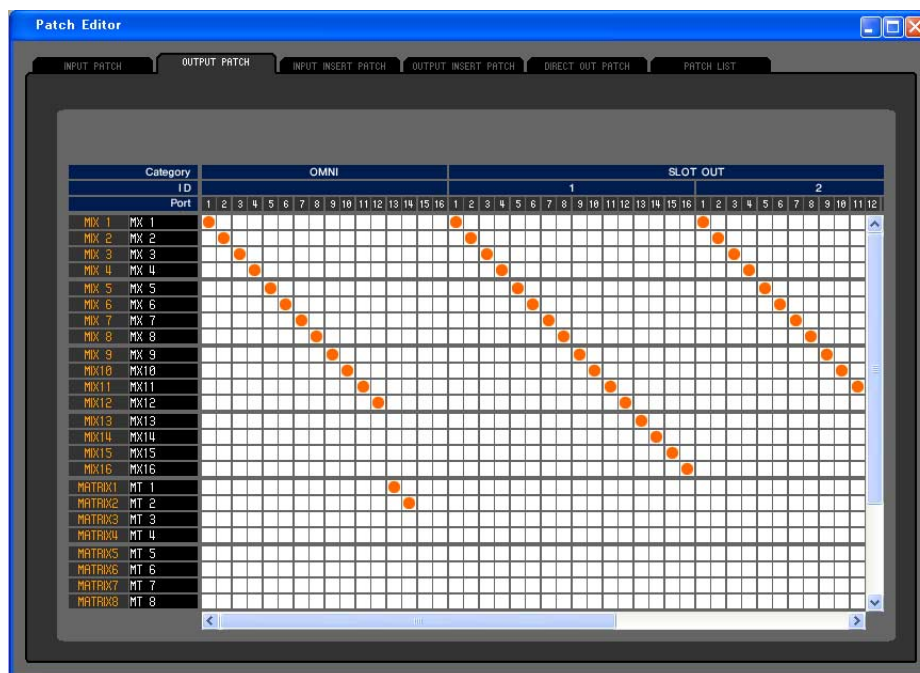 Patch Editor
INPUT PATCH OUTPUT PATCH INPUT INSERT PATCH OUTPUT INSERT PATCH DIRECT OUT PATCH PATCH LIST
Category OMNI SLOT OUT
ID 1 2
Port 1 2 3 4 5 6 7 8 9 10 11 12 13 14 15 16 1 2 3 4 5 6 7 8 9 10 11 12 13 14 15 16 1 2 3 4 5 6 7 8 9 10 11 12
MIX 1 MX 1
MIX 2 MX 2
MIX 3 MX 3
MIX 4 MX 4
MIX 5 MX 5
MIX 6 MX 6
MIX 7 MX 7
MIX 8 MX 8
MIX 9 MX 9
MIX10 MX10
MIX11 MX11
MIX12 MX12
MIX13 MX13
MIX14 MX14
MIX15 MX15
MIX16 MX16
MATRIX1 MT 1
MATRIX2 MT 2
MATRIX3 MT 3
MATRIX4 MT 4
MATRIX5 MT 5
MATRIX6 MT 6
MATRIX7 MT 7
MATRIX8 MT 8